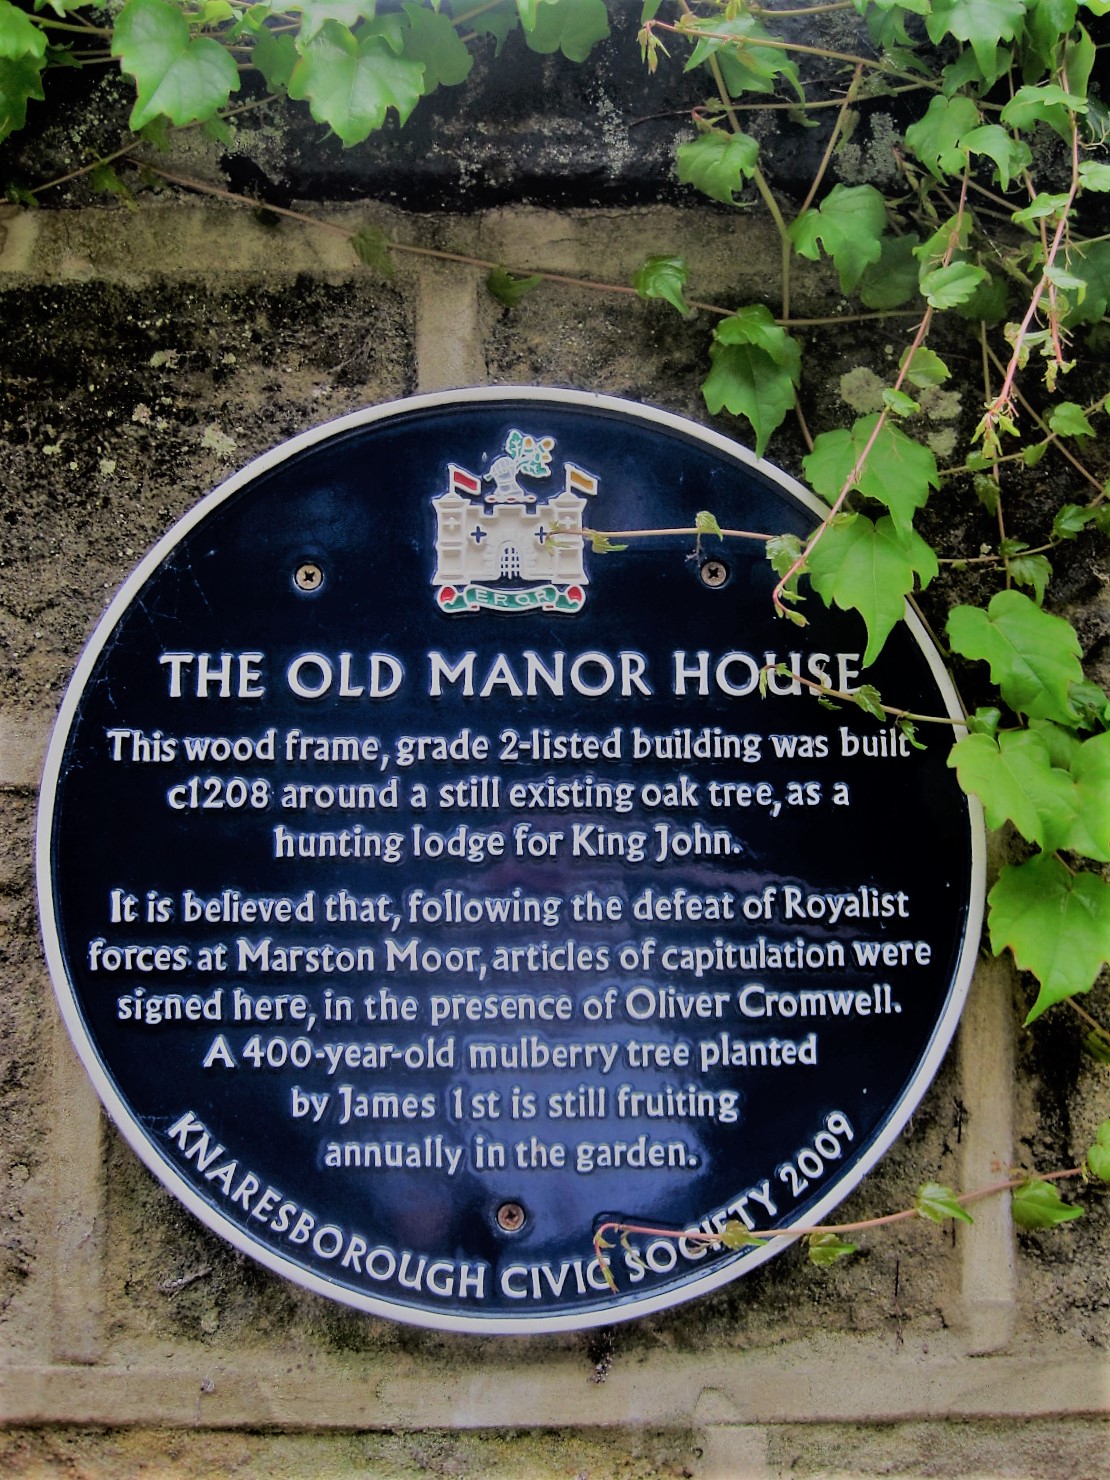 THE OLD MANOR HOUSE
This wood frame, grade 2-listed building was built
c1208 around a still existing oak tree, as a
hunting lodge for King John.
It is believed that, following the defeat of Royalist
forces at Marston Moor, articles of capitulation were
signed here, in the presence of Oliver Cromwell.
A 400-year-old mulberry tree planted
by James 1st is still fruiting
annually in the garden.
KNARESBOROUGH CIVIC SOCIETY 2009